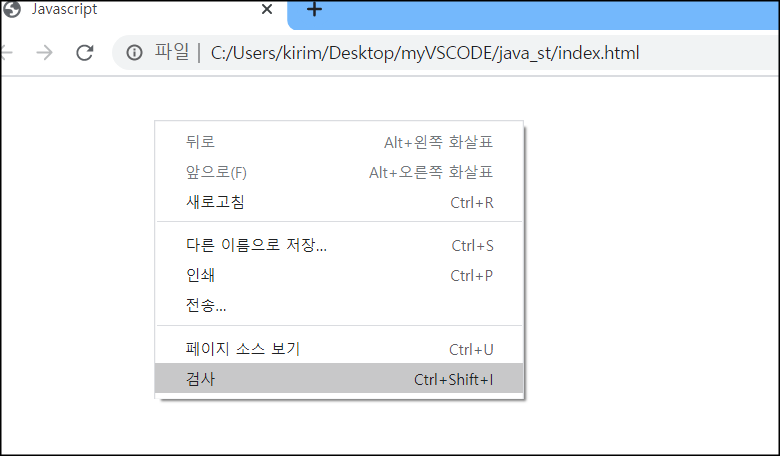 Javascript
파일 | C:/Users/kirim/Desktop/myVSCODE/java_st/index.html
뒤로 Alt+왼쪽 화살표
앞으로(F) Alt+오른쪽 화살표
새로고침 Ctrl+R
다른 이름으로 저장... Ctrl+S
인쇄 Ctrl+P
전송...
페이지 소스 보기 Ctrl+U
검사 Ctrl+Shift+I